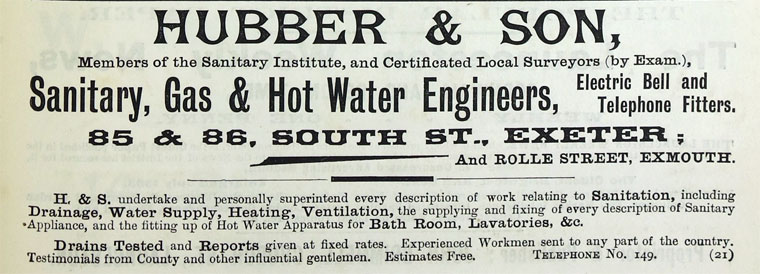 HUBBER & SON,
Members of the Sanitary Institute, and Certificated Local Surveyors (by Exam.),
Sanitary, Gas & Hot Water Engineers, Electric Bell and
Telephone Fitters.
85 & 86, SOUTH ST., EXETER;
And ROLLE STREET, EXMOUTH.
H. & S. undertake and personally superintend every description of work relating to Sanitation, including
Drainage, Water Supply, Heating, Ventilation, the supplying and fixing of every description of Sanitary
Appliance, and the fitting up of Hot Water Apparatus for Bath Room, Lavatories, &c.
Drains Tested and Reports given at fixed rates. Experienced Workmen sent to any part of the country.
Testimonials from County and other influential gentlemen. Estimates Free. TELEPHONE No. 149. (21)